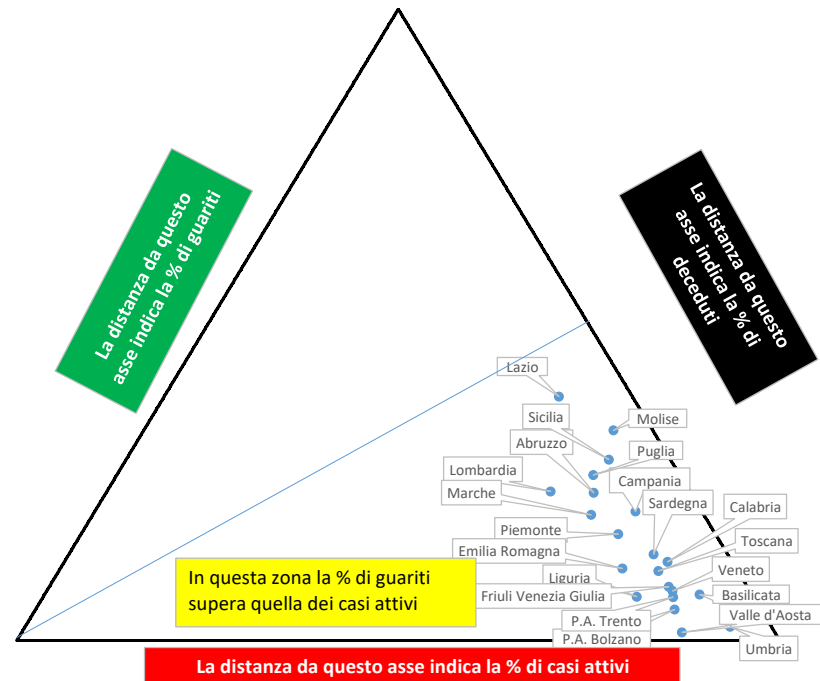 La distanza da questo
asse indica la % di guariti
La distanza da questo
asse indica la % di
deceduti
Lazio
Sicilia
Molise
Abruzzo
Puglia
Lombardia
Campania
Marche
Sardegna
Calabria
Piemonte
Toscana
Emilia Romagna
Veneto
Liguria
In questa zona la % di guariti
supera quella dei casi attivi
Friuli Venezia Giulia
Basilicata
Valle d'Aosta
P.A. Trento
P.A. Bolzano
Umbria
La distanza da questo asse indica la % di casi attivi